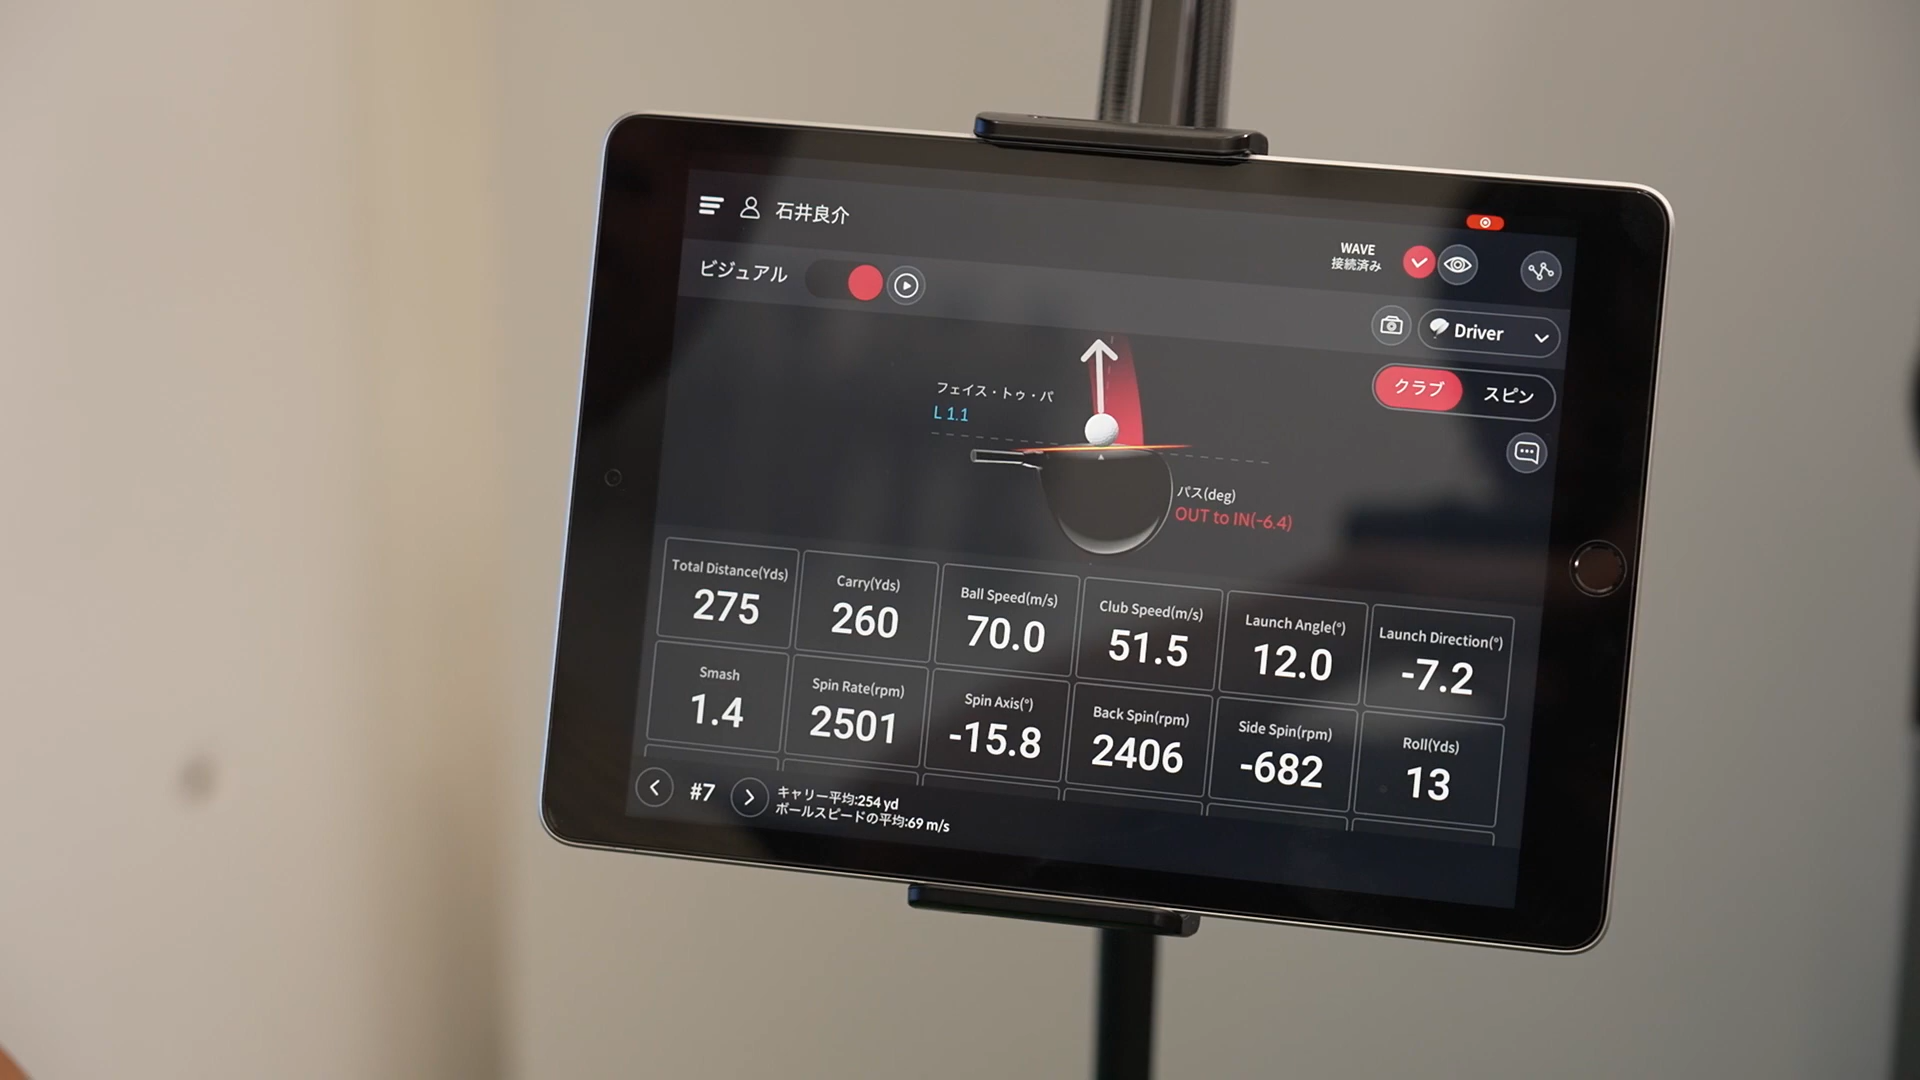 石井良介
WAVE
接続済み
ビジュアル
Driver
クラブ スピン
フェイス・トゥ・パ
L 1.1
パス(deg)
OUT to IN(-6.4)
Total Distance(Yds)
275
Carry(Yds)
260
Ball Speed(m/s)
70.0
Club Speed(m/s)
51.5
Launch Angle(°)
12.0
Launch Direction(°)
-7.2
Smash
1.4
Spin Rate(rpm)
2501
Spin Axis(°)
-15.8
Back Spin(rpm)
2406
Side Spin(rpm)
-682
Roll(Yds)
13
#7
キャリー平均:254 yd
ボールスピードの平均:69 m/s